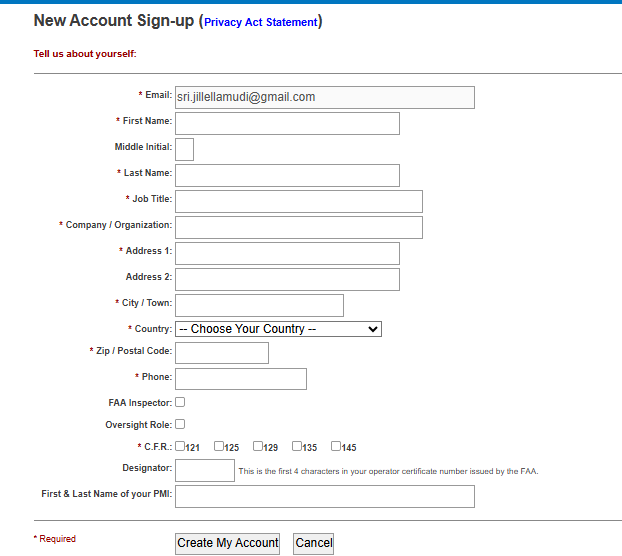 New Account Sign-up (Privacy Act Statement)
Tell us about yourself:
* Email: sri.jillellamudi@gmail.com
* First Name:
Middle Initial:
* Last Name:
* Job Title:
* Company / Organization:
* Address 1:
Address 2:
* City / Town:
* Country: -- Choose Your Country --
* Zip / Postal Code:
* Phone:
FAA Inspector:
Oversight Role:
* C.F.R.: 121 125 129 135 145
Designator: This is the first 4 characters in your operator certificate number issued by the FAA.
First & Last Name of your PMI:
* Required Create My Account Cancel